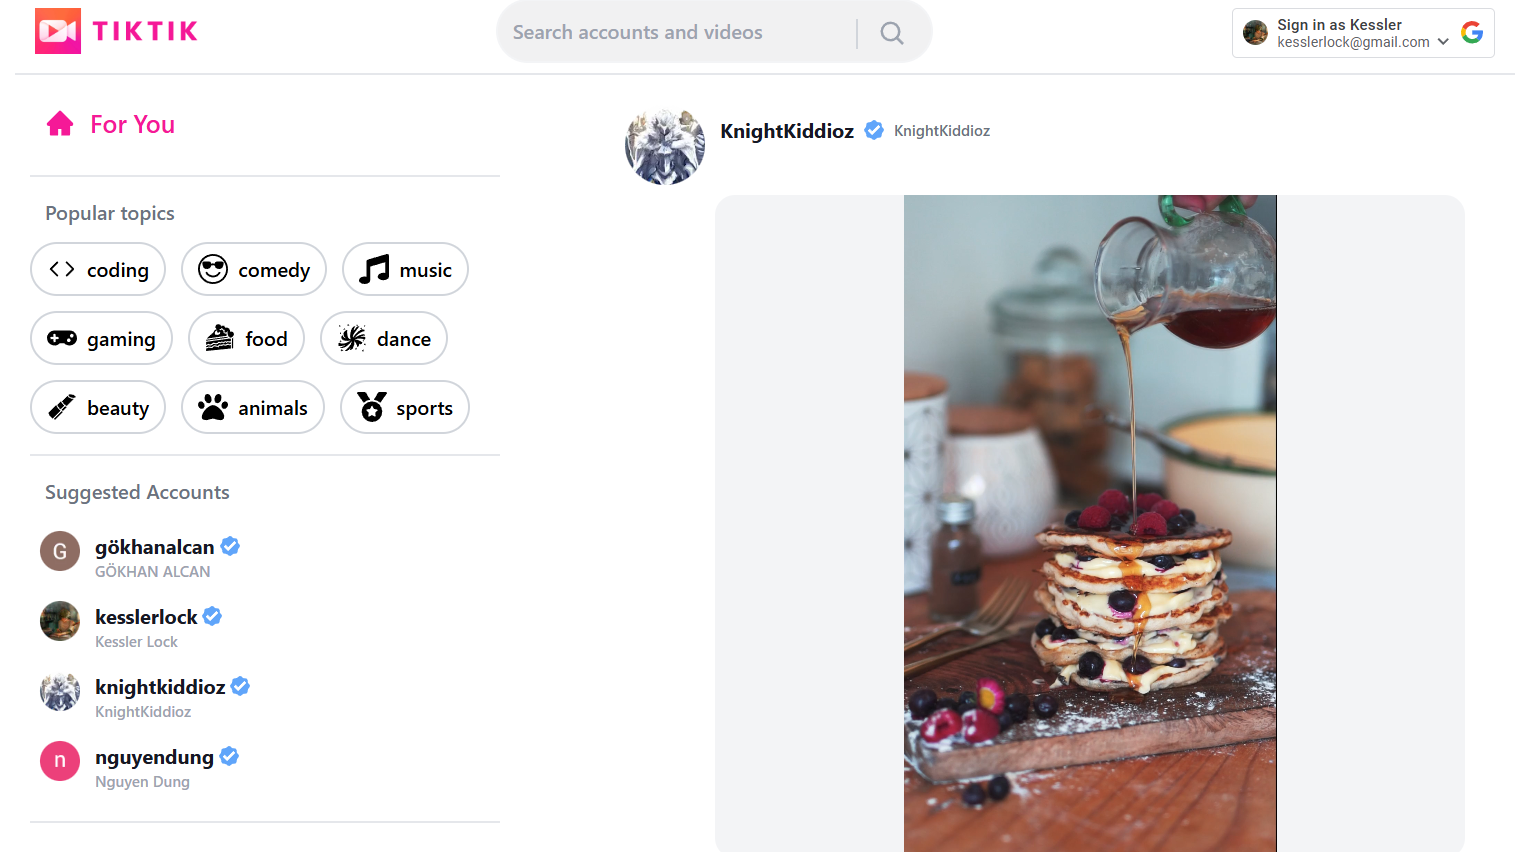 TIKTIK
Search accounts and videos
Sign in as Kessler
kesslerlock@gmail.com
For You
Popular topics
coding
comedy
music
gaming
food
dance
beauty
animals
sports
Suggested Accounts
G
gökhanalcan
GÖKHAN ALCAN
kesslerlock
Kessler Lock
knightkiddioz
KnightKiddioz
n
nguyendung
Nguyen Dung
KnightKiddioz KnightKiddioz